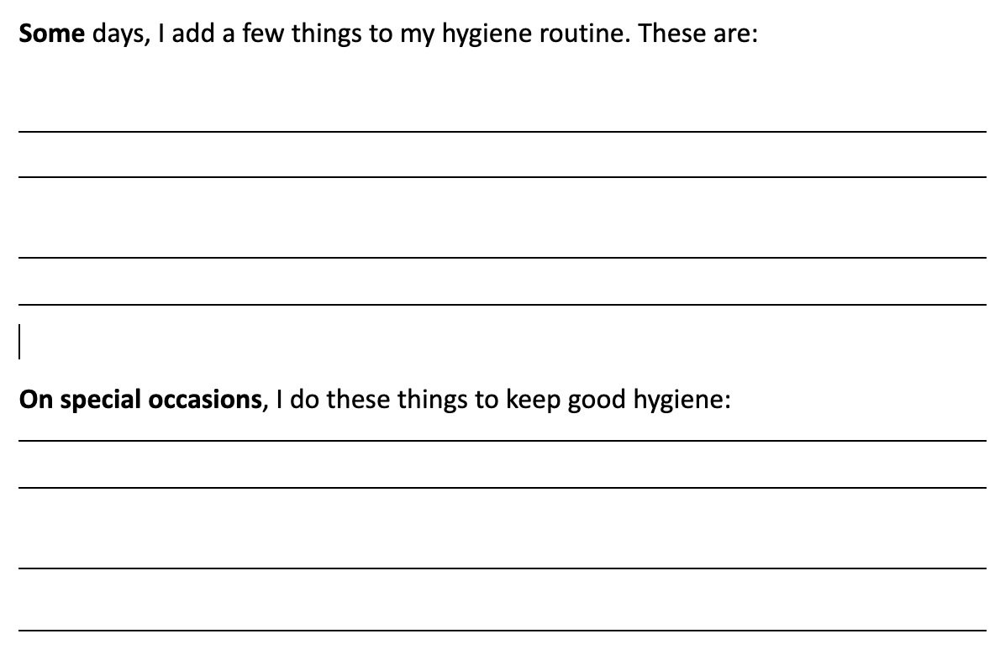 Some days, I add a few things to my hygiene routine. These are:
On special occasions, I do these things to keep good hygiene: